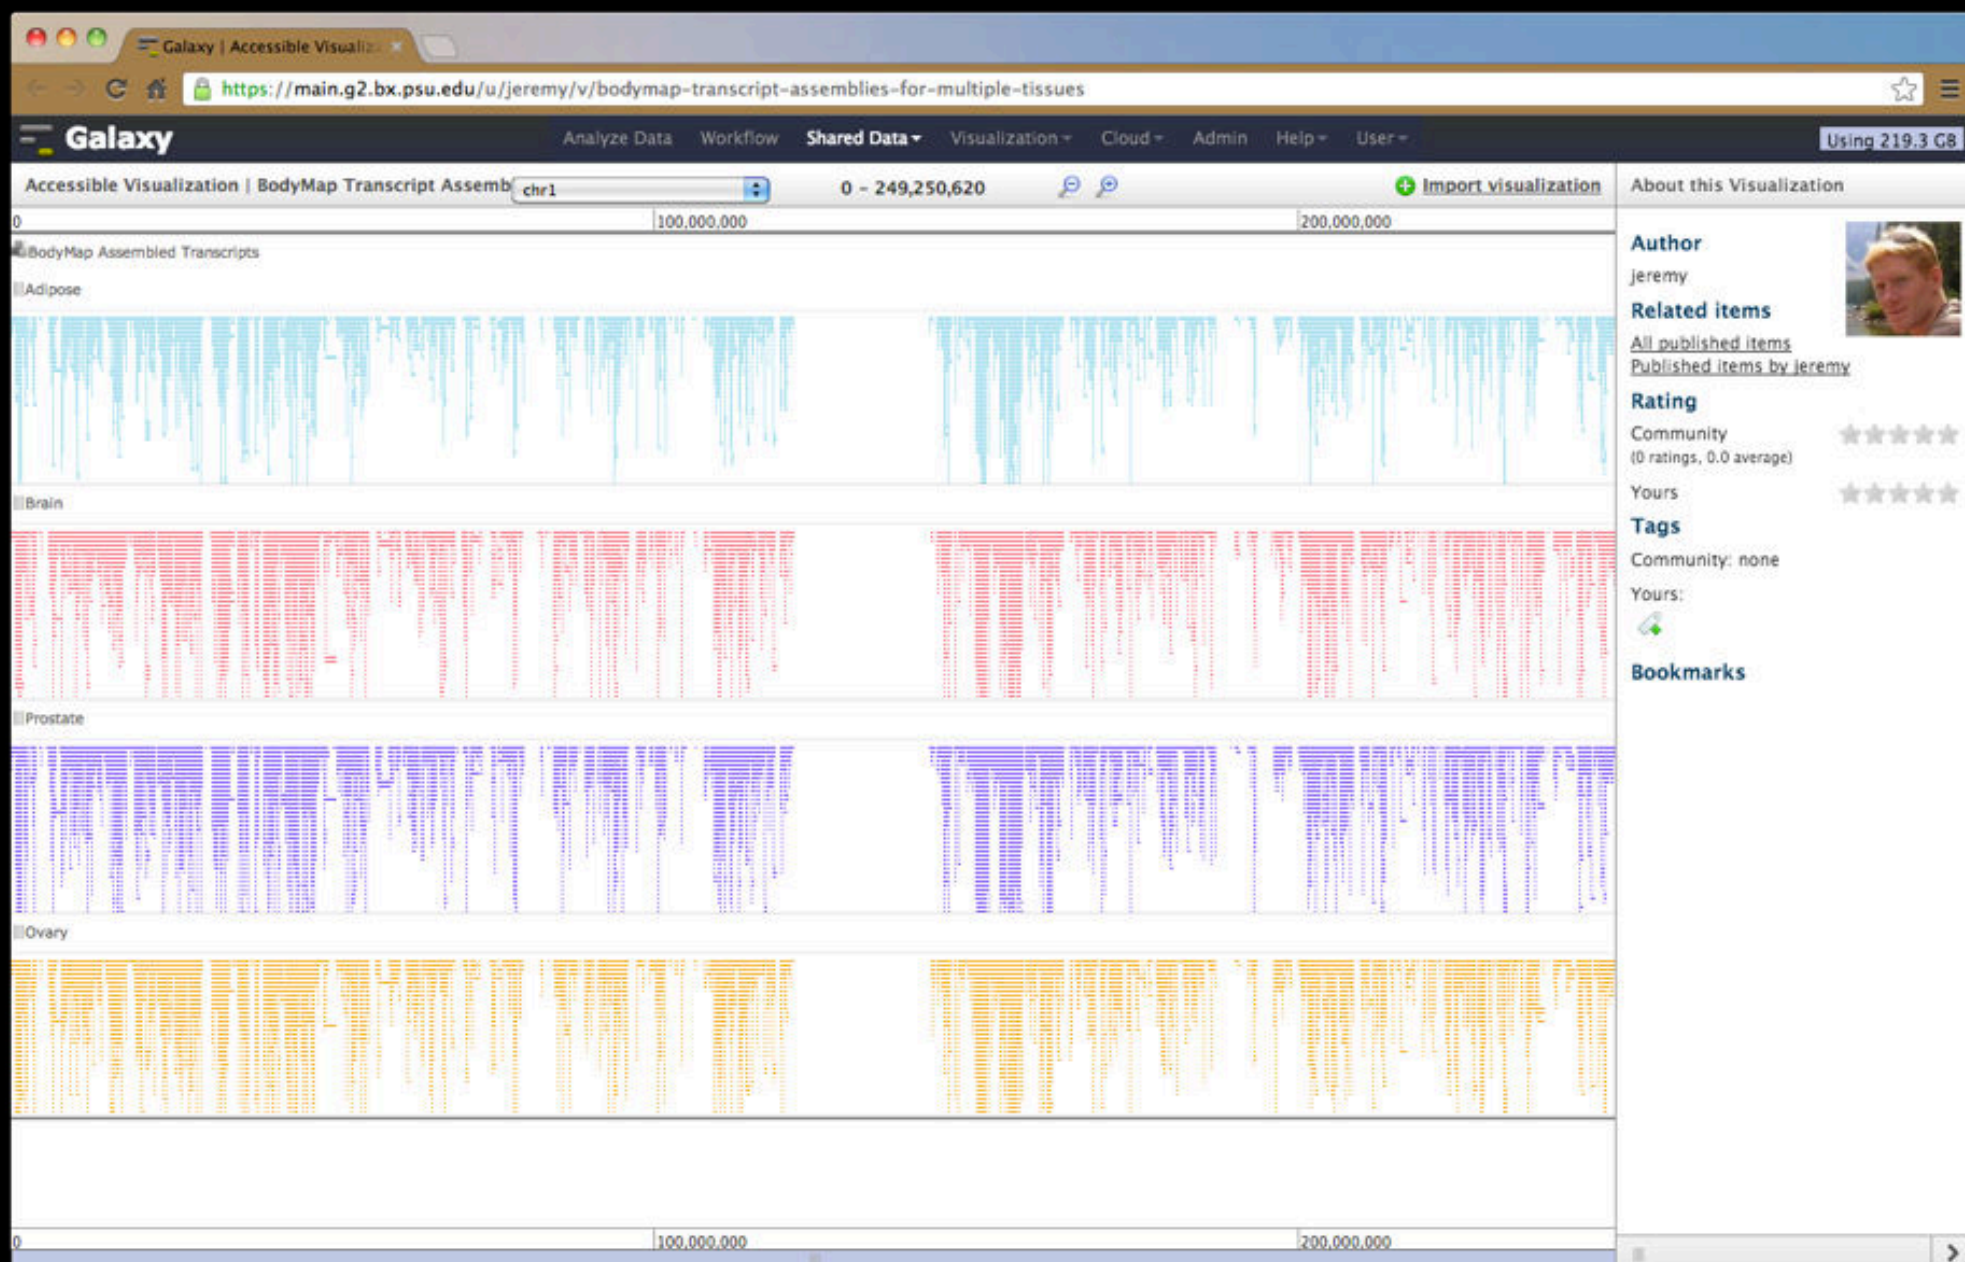 Galaxy | Accessible Visualiz
https://main.g2.bx.psu.edu/u/jeremy/v/bodymap-transcript-assemblies-for-multiple-tissues
Galaxy
Analyze Data Workflow Shared Data Visualization Cloud Admin Help User
Using 219.3 GB
Accessible Visualization | BodyMap Transcript Assemb
chr1
0 - 249,250,620
Import visualization
About this Visualization
0 100,000,000 200,000,000
BodyMap Assembled Transcripts
Adipose
Brain
Prostate
Ovary
0 100,000,000 200,000,000
Author
jeremy
Related items
All published items
Published items by jeremy
Rating
Community
(0 ratings, 0.0 average)
Yours
Tags
Community: none
Yours:
Bookmarks